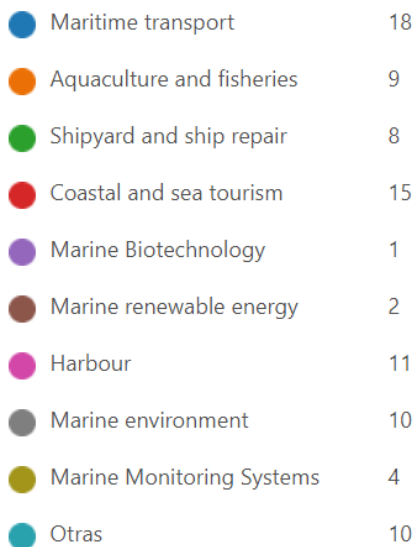 Maritime transport 18
Aquaculture and fisheries 9
Shipyard and ship repair 8
Coastal and sea tourism 15
Marine Biotechnology 1
Marine renewable energy 2
Harbour 11
Marine environment 10
Marine Monitoring Systems 4
Otras 10